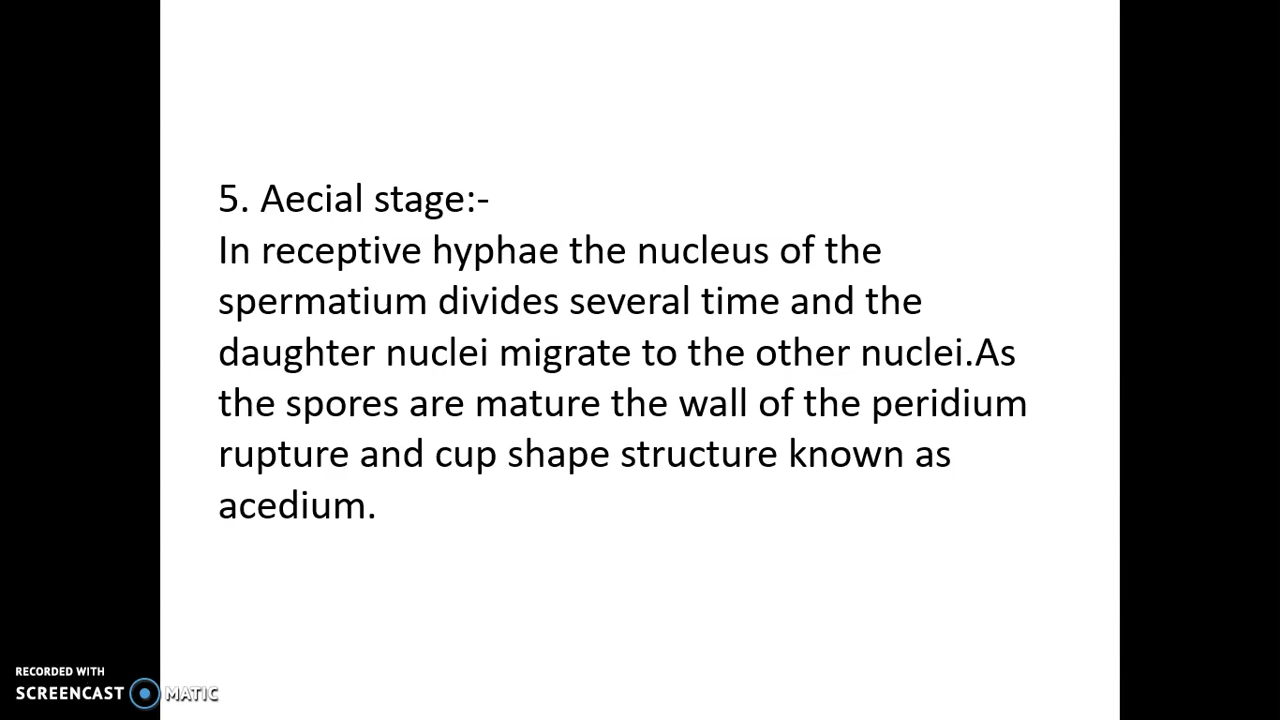 5. Aecial stage:-
In receptive hyphae the nucleus of the
spermatium divides several time and the
daughter nuclei migrate to the other nuclei.As
the spores are mature the wall of the peridium
rupture and cup shape structure known as
acedium.
RECORDED WITH
SCREENCAST MATIC